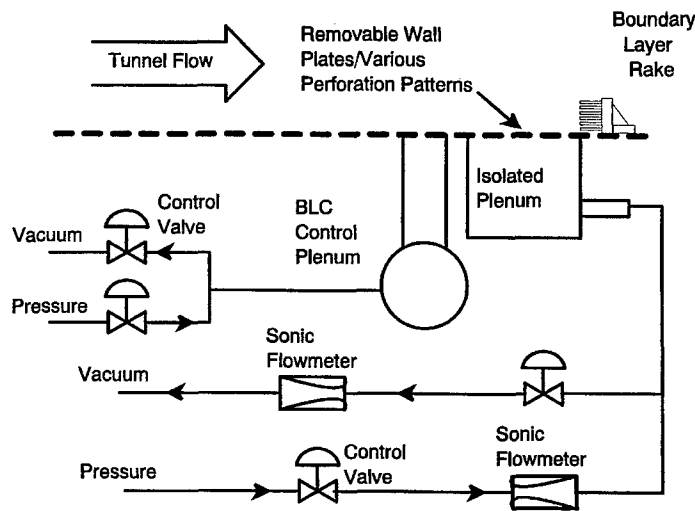 Tunnel Flow
Removable Wall
Plates/Various
Perforation Patterns
Boundary
Layer
Rake
Isolated
Plenum
BLC
Control
Plenum
Control
Valve
Vacuum
Pressure
Sonic
Flowmeter
Vacuum
Pressure
Control
Valve
Sonic
Flowmeter